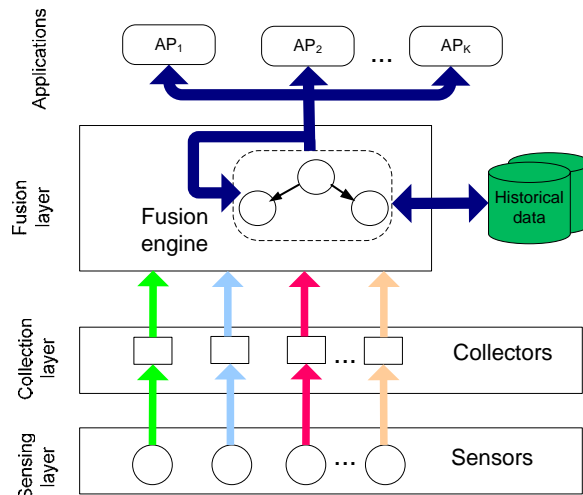 Applications
AP1
AP2
...
APK
Fusion
layer
Fusion
engine
Historical
data
Collection
layer
...
Collectors
Sensing
layer
...
Sensors